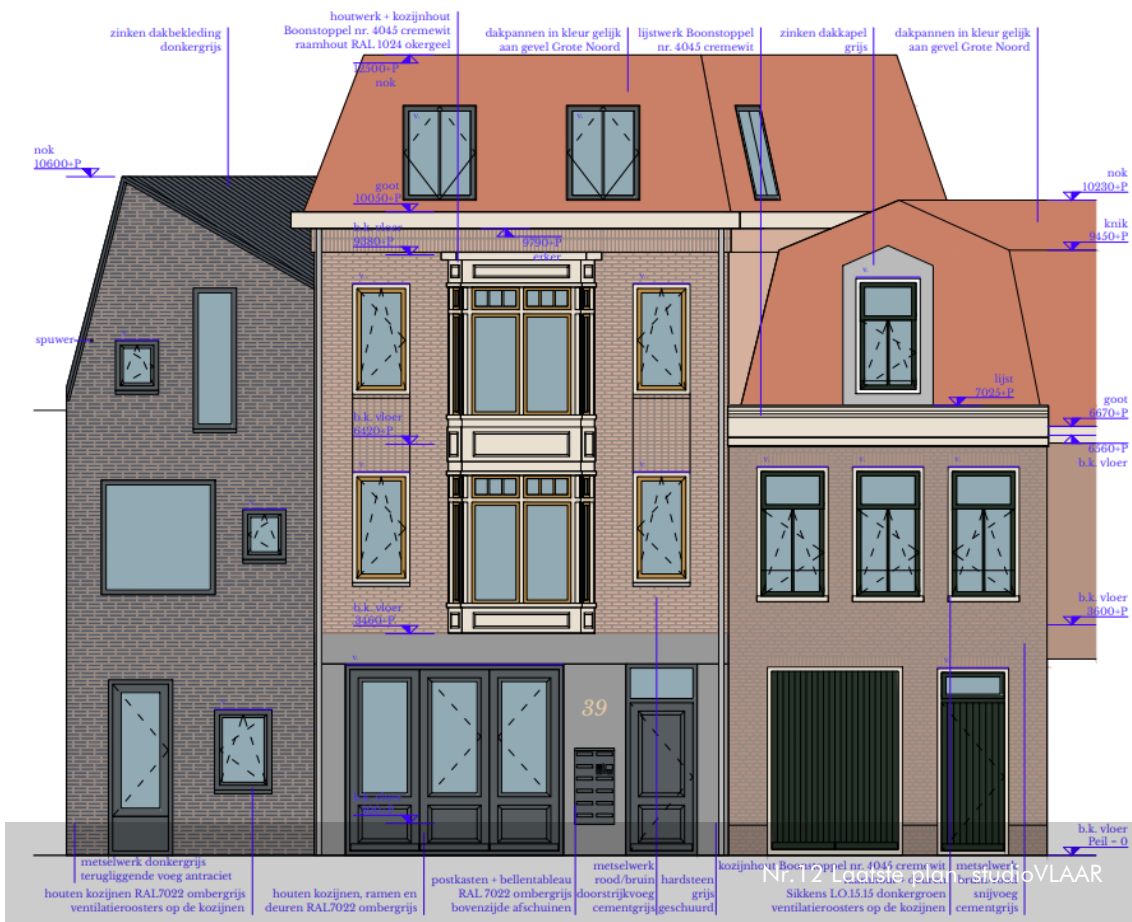 zinken dakbekleding
donkergrijs
houtwerk + kozijnhout
Boonstoppel nr. 4045 cremewit
raamhout RAL 1024 okergeel
dakpannen in kleur gelijk
aan gevel Grote Noord
lijstwerk Boonstoppel
nr. 4045 cremewit
zinken dakkapel
grijs
dakpannen in kleur gelijk
aan gevel Grote Noord
12500+P
nok
v.
v.
nok
10600+P
goot
10050+P
nok
10230+P
knik
9450+P
b.k. vloer
9380+P
9790+P
erker
v.
v.
v.
spuwer
v.
lijst
7025+P
goot
6670+P
6560+P
b.k. vloer
b.k. vloer
6420+P
v.
v.
v.
v.
v.
v.
b.k. vloer
3460+P
b.k. vloer
3600+P
v.
v.
v.
39
b.k. vloer
b.k. vloer
Peil = 0
metselwerk donkergrijs
terugliggende voeg antraciet
houten kozijnen RAL7022 ombergrijs
ventilatieroosters op de kozijnen
houten kozijnen, ramen en
deuren RAL7022 ombergrijs
postkasten + bellentableau
RAL 7022 ombergrijs
bovenzijde afschuinen
metselwerk
rood/bruin
doorstrijkvoeg
cementgrijs
hardsteen
grijs
geschuurd
kozijnhout Boonstoppel nr. 4045 cremewit
Sikkens LO.15.15 donkergroen
ventilatieroosters op de kozijnen
metselwerk
snijvoeg
cementgrijs
Nr. 12 Laatste plan, studioVLAAR